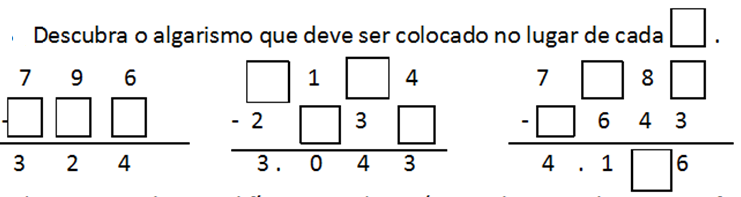 Descubra o algarismo que deve ser colocado no lugar de cada □ .
7 9 6
- □ □ □
3 2 4
□ 1 □ 4
- 2 □ 3 □
3 . 0 4 3
7 □ 8 □
- □ 6 4 3
4 . 1 □ 6